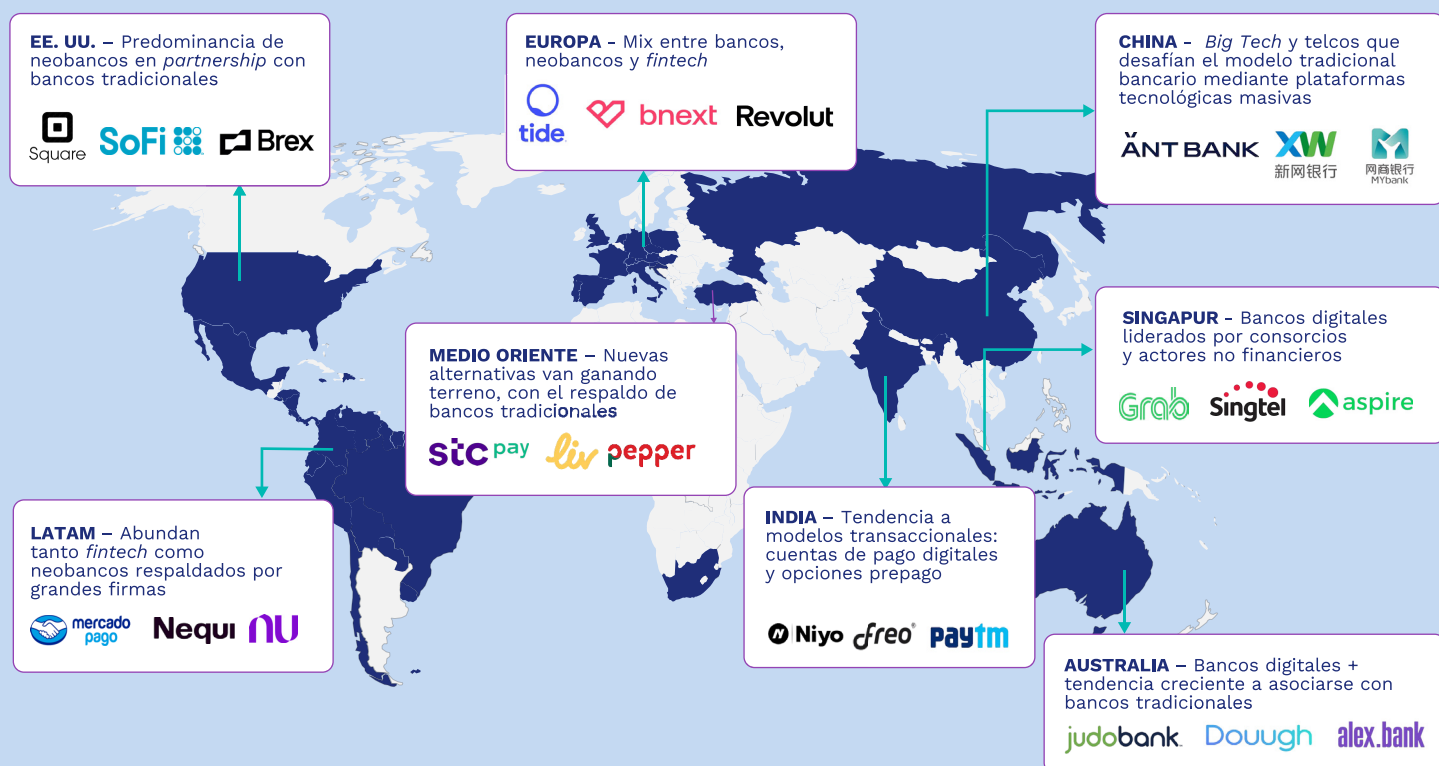 EE. UU. – Predominancia de
neobancos en partnership con
bancos tradicionales
Square
SoFi
Brex
EUROPA - Mix entre bancos,
neobancos y fintech
tide
bnext
Revolut
CHINA - Big Tech y telcos que
desafían el modelo tradicional
bancario mediante plataformas
tecnológicas masivas
ANT BANK
XW
新网银行
网商银行
MYbank
MEDIO ORIENTE – Nuevas
alternativas van ganando
terreno, con el respaldo de
bancos tradicionales
stc pay
liv
pepper
SINGAPUR - Bancos digitales
liderados por consorcios
y actores no financieros
Grab
Singtel
aspire
LATAM – Abundan
tanto fintech como
neobancos respaldados por
grandes firmas
mercado
pago
Nequi
nu
INDIA – Tendencia a
modelos transaccionales:
cuentas de pago digitales
y opciones prepago
Niyo
freo
paytm
AUSTRALIA – Bancos digitales +
tendencia creciente a asociarse con
bancos tradicionales
judobank
Douugh
alex.bank